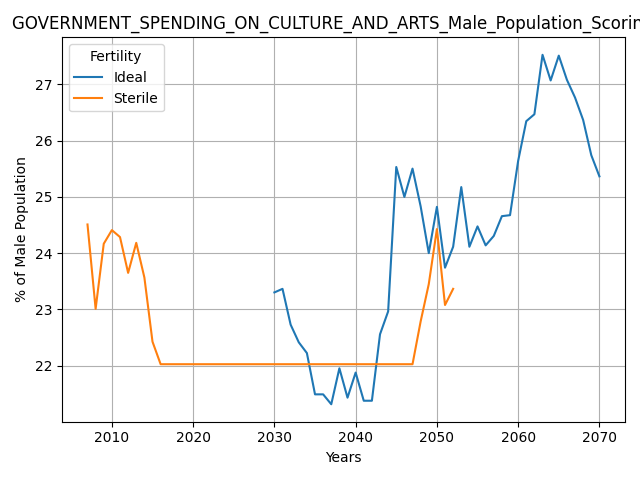 GOVERNMENT_SPENDING_ON_CULTURE_AND_ARTS_Male_Population_Scorin
Fertility
Ideal
Sterile
% of Male Population
27
26
25
24
23
22
2010 2020 2030 2040 2050 2060 2070
Years